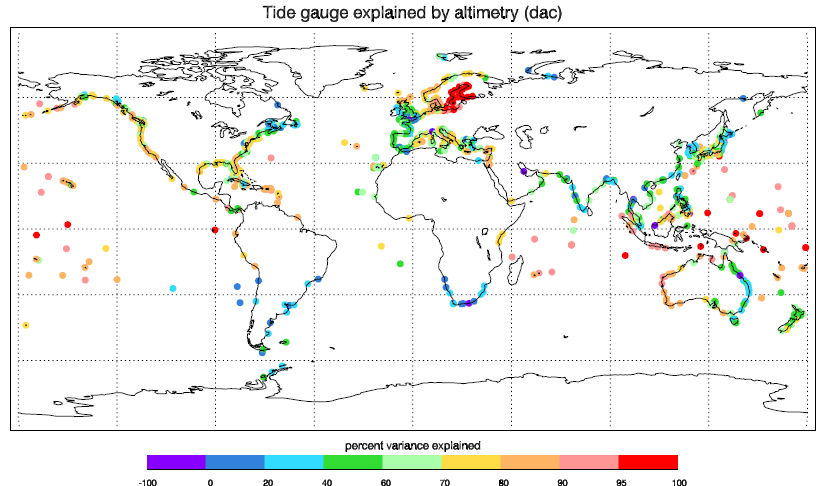 Tide gauge explained by altimetry (dac)
percent variance explained
-100 0 20 40 60 70 80 90 95 100